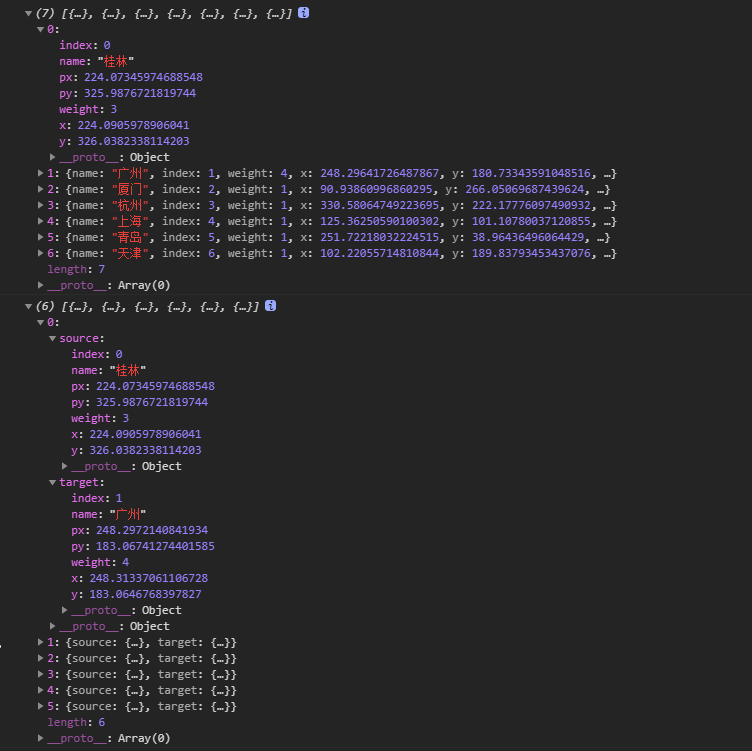 (7) [{…}, {…}, {…}, {…}, {…}, {…}, {…}] i
0:
index: 0
name: "桂林"
px: 224.07345974688548
py: 325.9876721819744
weight: 3
x: 224.0905978906041
y: 326.0382338114203
__proto__: Object
1: {name: "广州", index: 1, weight: 4, x: 248.29641726487867, y: 180.73343591048516, …}
2: {name: "厦门", index: 2, weight: 1, x: 90.93860996860295, y: 266.05069687439624, …}
3: {name: "杭州", index: 3, weight: 1, x: 330.58064749223695, y: 222.17776097490932, …}
4: {name: "上海", index: 4, weight: 1, x: 125.36250590100302, y: 101.10780037120855, …}
5: {name: "青岛", index: 5, weight: 1, x: 251.72218032224515, y: 38.96436496064429, …}
6: {name: "天津", index: 6, weight: 1, x: 102.22055714810844, y: 189.83793453437076, …}
length: 7
__proto__: Array(0)
(6) [{…}, {…}, {…}, {…}, {…}, {…}] i
0:
source:
index: 0
name: "桂林"
px: 224.07345974688548
py: 325.9876721819744
weight: 3
x: 224.0905978906041
y: 326.0382338114203
__proto__: Object
target:
index: 1
name: "广州"
px: 248.2972140841934
py: 183.06741274401585
weight: 4
x: 248.31337061106728
y: 183.0646768397827
__proto__: Object
__proto__: Object
1: {source: {…}, target: {…}}
2: {source: {…}, target: {…}}
3: {source: {…}, target: {…}}
4: {source: {…}, target: {…}}
5: {source: {…}, target: {…}}
length: 6
__proto__: Array(0)